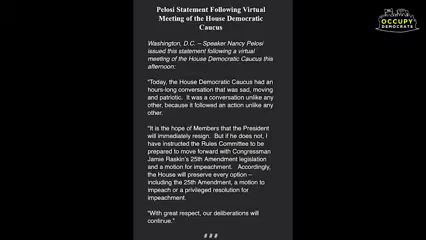 Pelosi Statement Following Virtual
Meeting of the House Democratic
Caucus
OCCUPY
DEMOCRATS
Washington, D.C. – Speaker Nancy Pelosi
issued this statement following a virtual
meeting of the House Democratic Caucus this
afternoon:
"Today, the House Democratic Caucus had an
hours-long conversation that was sad, moving
and patriotic. It was a conversation unlike any
other, because it followed an action unlike any
other.
"It is the hope of Members that the President
will immediately resign. But if he does not, I
have instructed the Rules Committee to be
prepared to move forward with Congressman
Jamie Raskin's 25th Amendment legislation
and a motion for impeachment. Accordingly,
the House will preserve every option –
including the 25th Amendment, a motion to
impeach or a privileged resolution for
impeachment.
"With great respect, our deliberations will
continue."
# # #